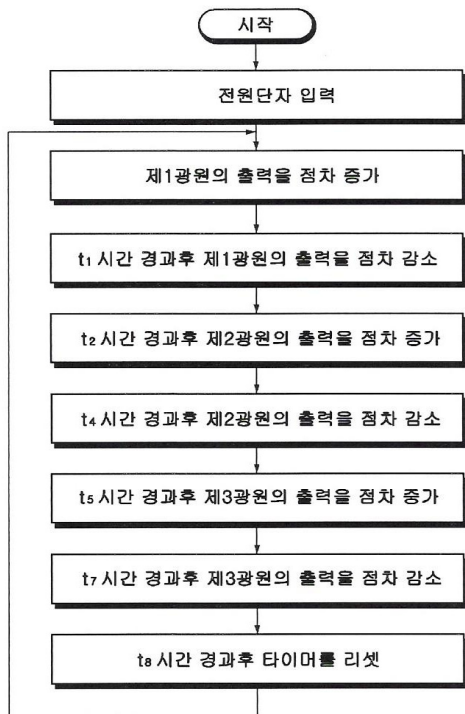 시작
전원단자 입력
제1광원의 출력을 점차 증가
t₁ 시간 경과후 제1광원의 출력을 점차 감소
t₂ 시간 경과후 제2광원의 출력을 점차 증가
t₄ 시간 경과후 제2광원의 출력을 점차 감소
t₅ 시간 경과후 제3광원의 출력을 점차 증가
t₇ 시간 경과후 제3광원의 출력을 점차 감소
t₈ 시간 경과후 타이머를 리셋